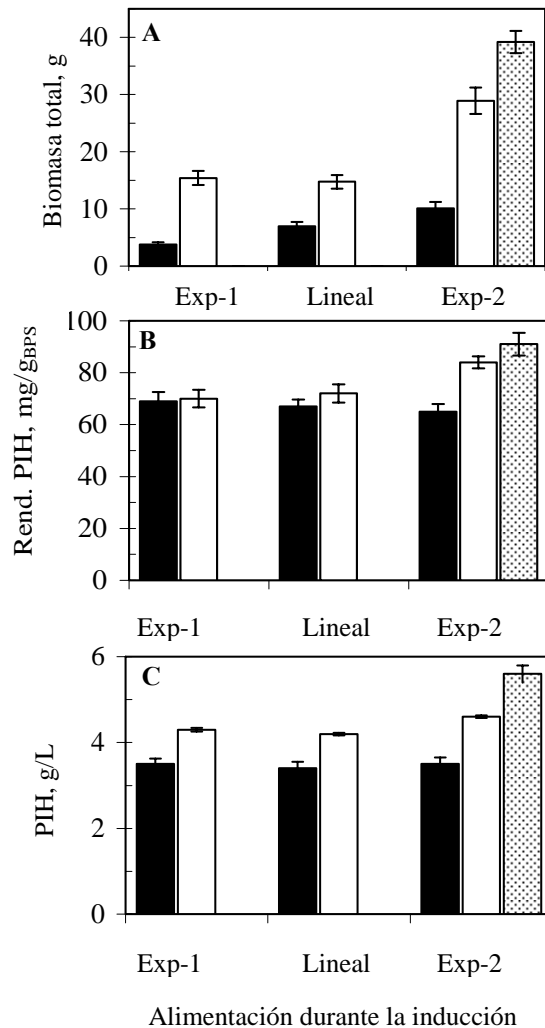 A
Biomasa total, g
40
30
20
10
0
Exp-1 Lineal Exp-2
B
Rend. PIH, mg/gBPS
100
80
60
40
20
0
Exp-1 Lineal Exp-2
C
PIH, g/L
6
4
2
0
Exp-1 Lineal Exp-2
Alimentación durante la inducción